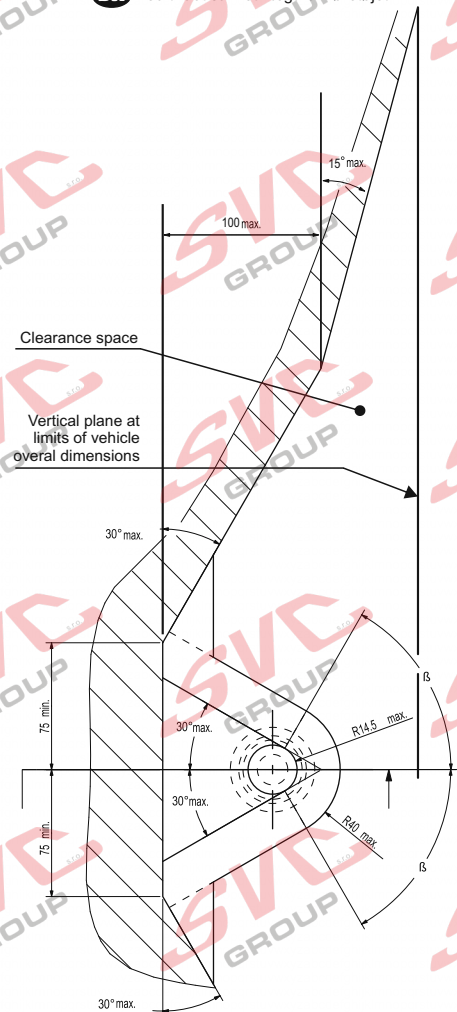 15° max.
100 max.
Clearance space
Vertical plane at
limits of vehicle
overal dimensions
30° max.
75 min.
30° max.
R14.5 max.
ß
75 min.
30° max.
R40 max.
ß
30° max.
SVC
s.r.o.
GROUP